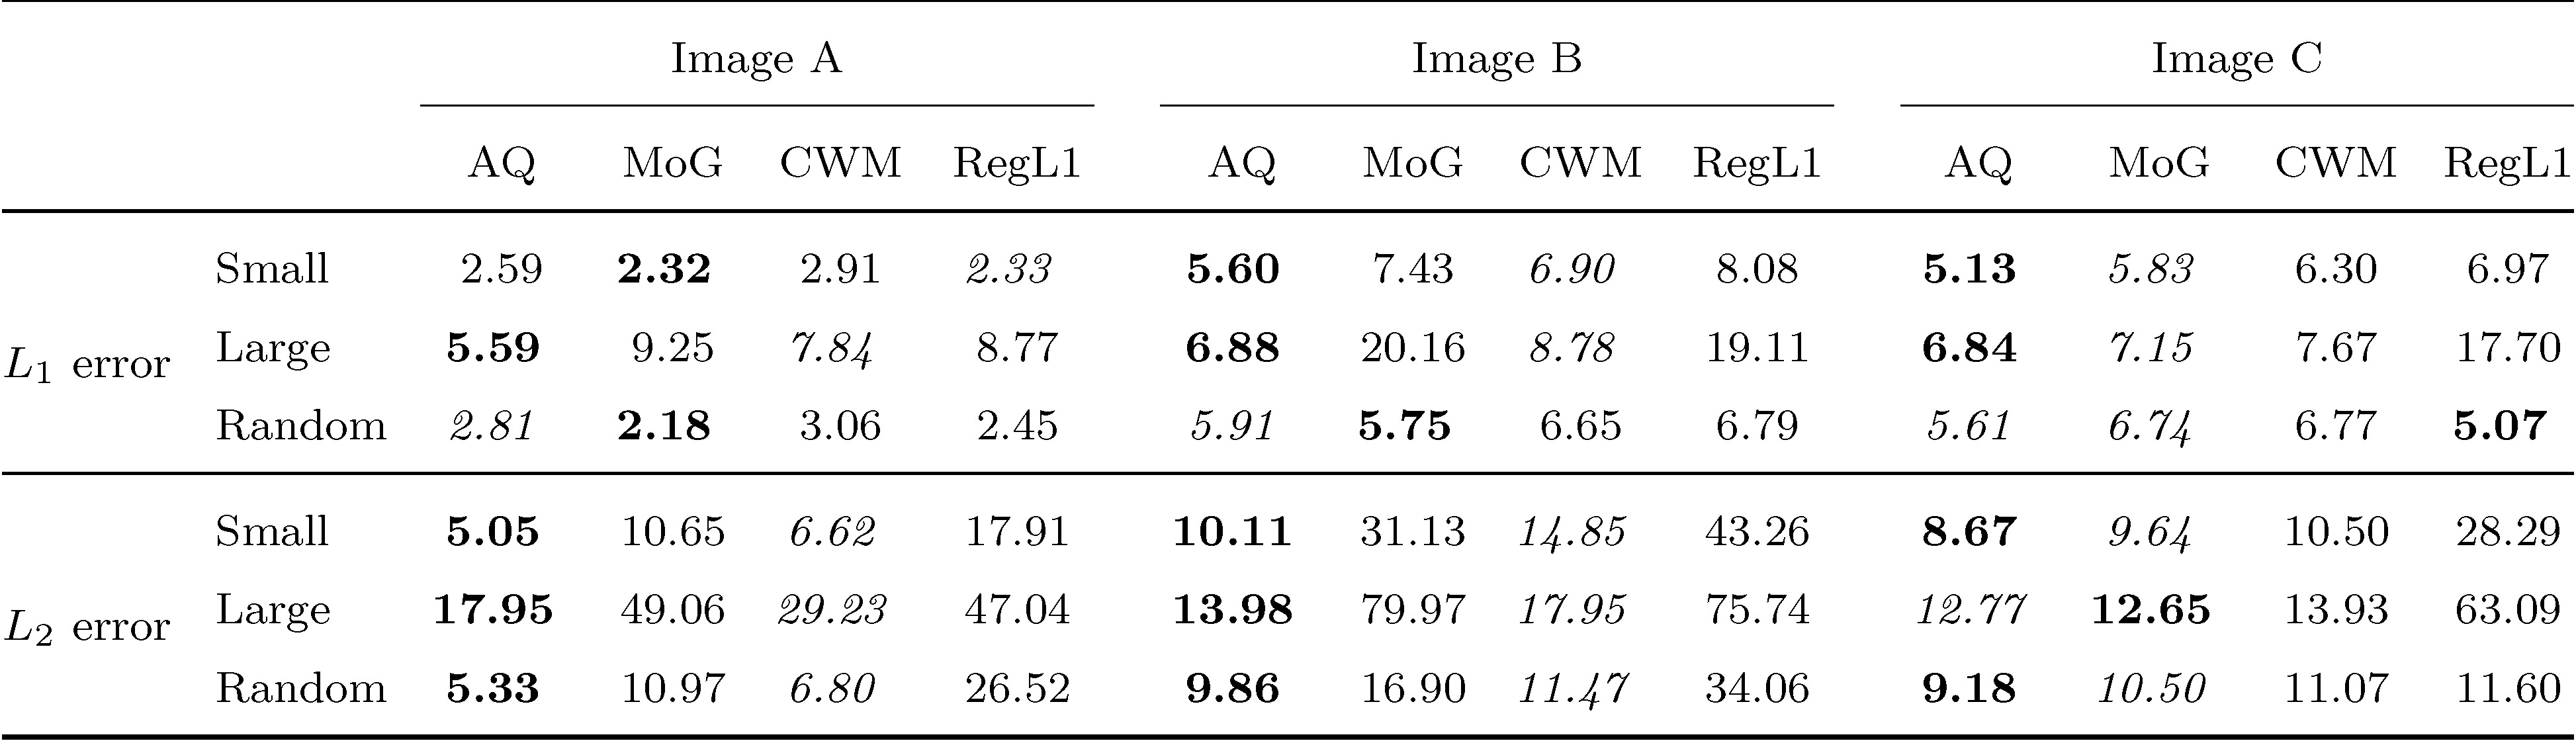 Image A Image B Image C
AQ MoG CWM RegL1 AQ MoG CWM RegL1 AQ MoG CWM RegL1
Small 2.59 2.32 2.91 2.33 5.60 7.43 6.90 8.08 5.13 5.83 6.30 6.97
L1 error Large 5.59 9.25 7.84 8.77 6.88 20.16 8.78 19.11 6.84 7.15 7.67 17.70
Random 2.81 2.18 3.06 2.45 5.91 5.75 6.65 6.79 5.61 6.74 6.77 5.07
Small 5.05 10.65 6.62 17.91 10.11 31.13 14.85 43.26 8.67 9.64 10.50 28.29
L2 error Large 17.95 49.06 29.23 47.04 13.98 79.97 17.95 75.74 12.77 12.65 13.93 63.09
Random 5.33 10.97 6.80 26.52 9.86 16.90 11.47 34.06 9.18 10.50 11.07 11.60